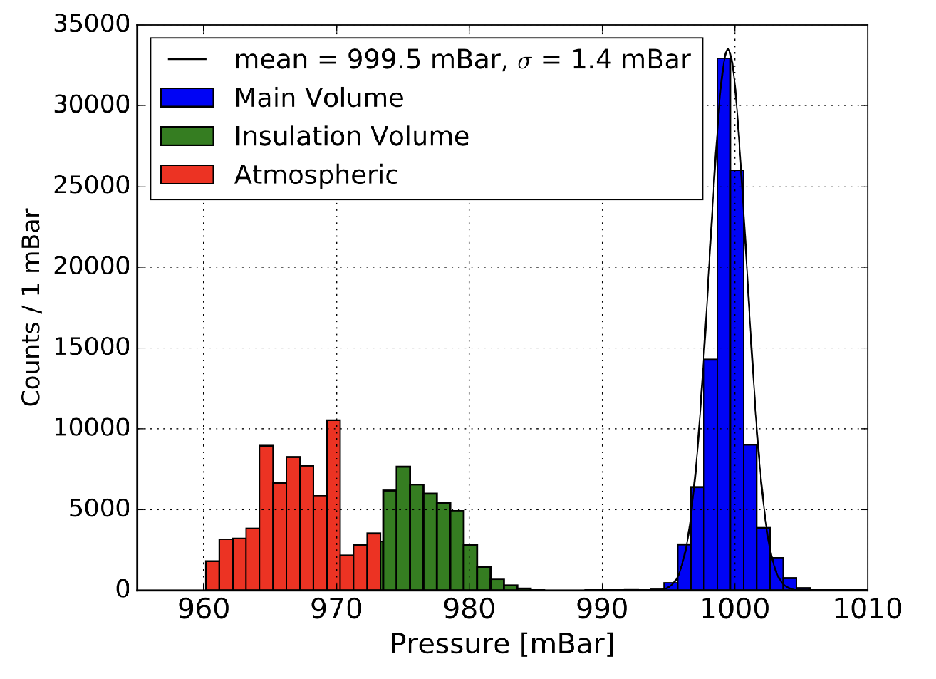 35000
30000
25000
20000
15000
10000
5000
0
Counts / 1 mBar
mean = 999.5 mBar, σ = 1.4 mBar
Main Volume
Insulation Volume
Atmospheric
960 970 980 990 1000 1010
Pressure [mBar]